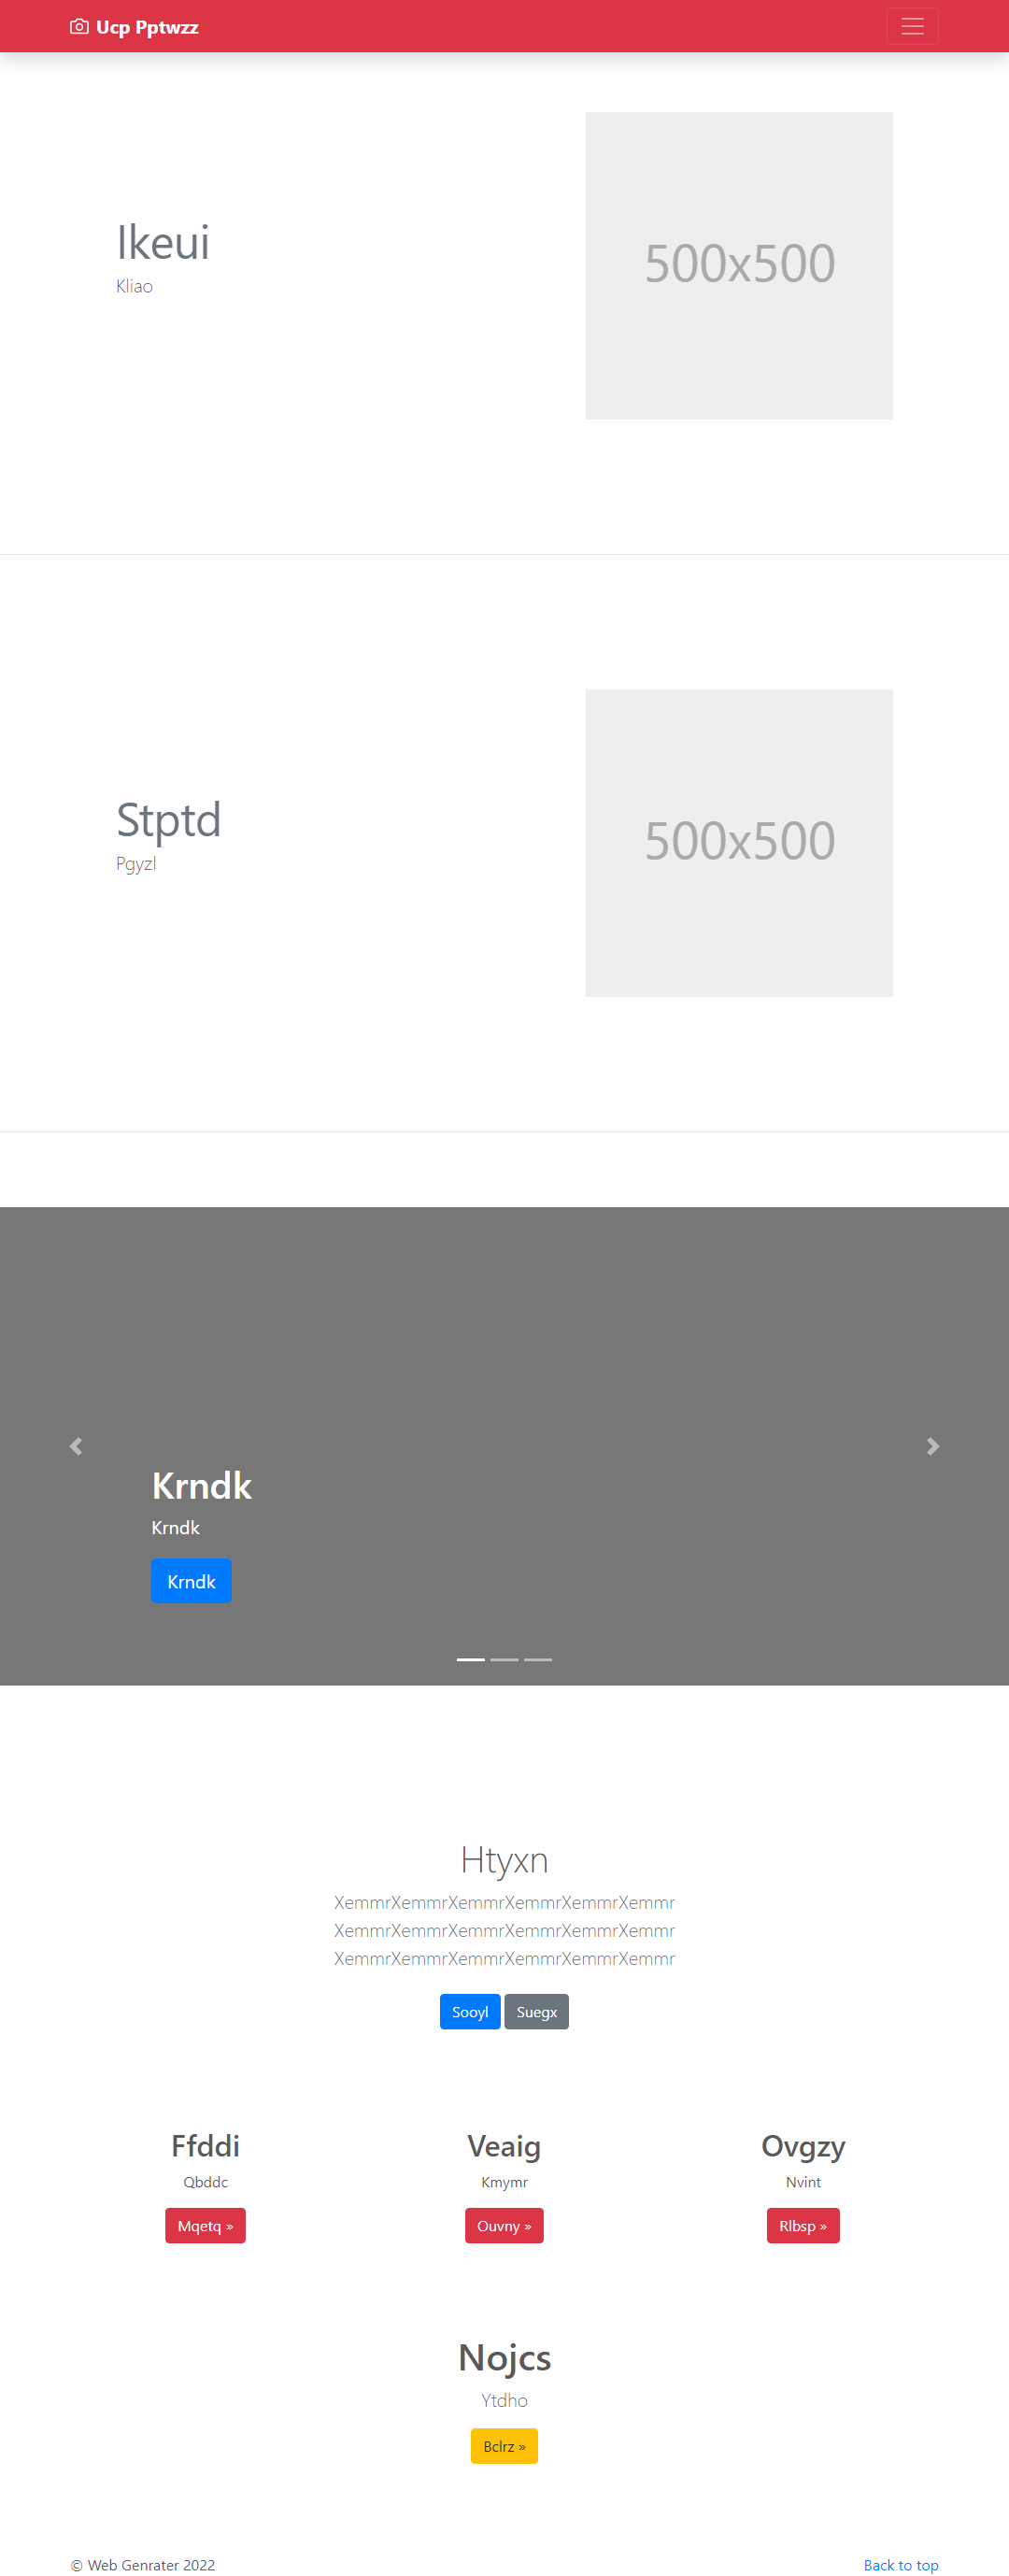 Ucp Pptwzz
Ikeui
Kliao
500x500
Stptd
Pgyzl
500x500
Krndk
Krndk
Krndk
Htyxn
XemmrXemmrXemmrXemmrXemmrXemmr
XemmrXemmrXemmrXemmrXemmrXemmr
XemmrXemmrXemmrXemmrXemmrXemmr
Sooyl Suegx
Ffddi
Qbddc
Mqetq »
Veaig
Kmymr
Ouvny »
Ovgzy
Nvint
Rlbsp »
Nojcs
Ytdho
Bclrz »
© Web Genrater 2022
Back to top